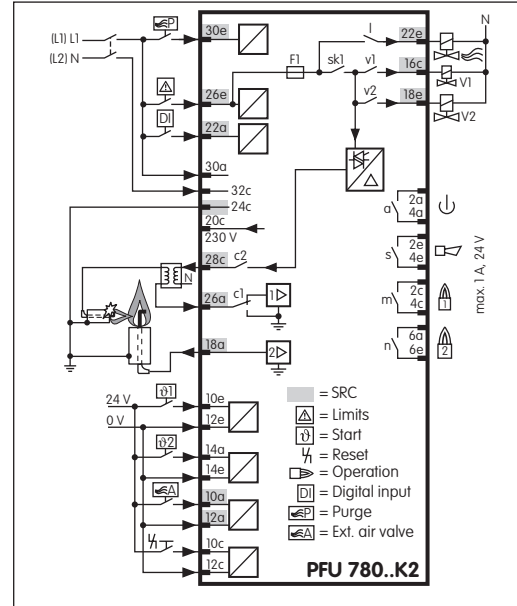 30e
I
22e
N
(L1) L1
P
(L2) N
F1
sk1
v1
16c
V1
26e
v2
18e
V2
DI
22a
30a
32c
24c
20c
230 V
a
2a
4a
28c
c2
s
2e
4e
N
26a
c1
1
m
2c
4c
1
max. 1 A, 24 V
18a
2
n
6a
6e
2
= SRC
24 V
ϑ1
10e
= Limits
0 V
12e
ϑ = Start
ϑ2
14a
= Reset
14e
= Operation
A
10a
DI = Digital input
12a
P = Purge
10c
A = Ext. air valve
12c
PFU 780..K2